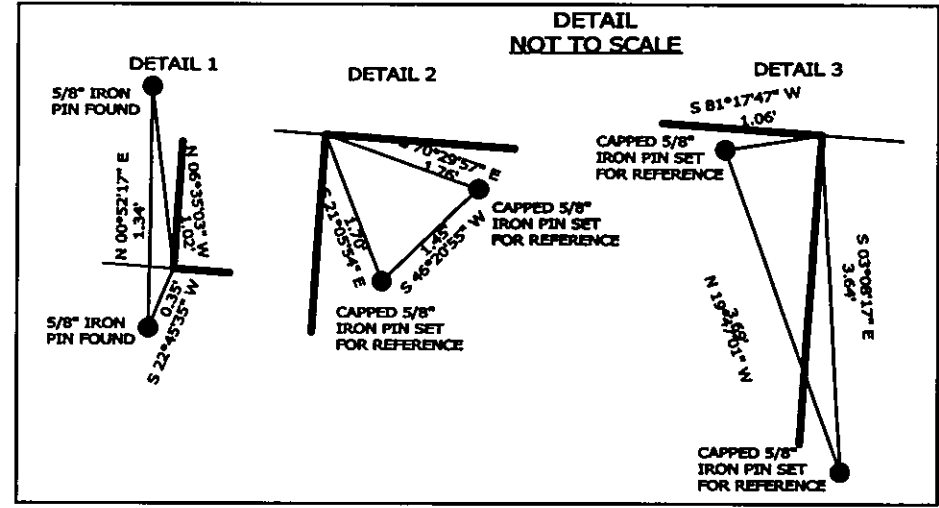 DETAIL
NOT TO SCALE
DETAIL 1
5/8" IRON
PIN FOUND
N 00°52'17" E
1.34'
N 06°35'03" W
1.02'
0.35'
S 22°45'35" W
5/8" IRON
PIN FOUND
DETAIL 2
70°29'57" E
1.76'
CAPPED 5/8"
IRON PIN SET
FOR REFERENCE
1.70'
S 21°05'54" E
1.45'
S 46°20'55" W
CAPPED 5/8"
IRON PIN SET
FOR REFERENCE
DETAIL 3
S 81°17'47" W
1.06'
CAPPED 5/8"
IRON PIN SET
FOR REFERENCE
S 03°08'17" E
3.64'
N 19°47'01" W
3.69'
CAPPED 5/8"
IRON PIN SET
FOR REFERENCE